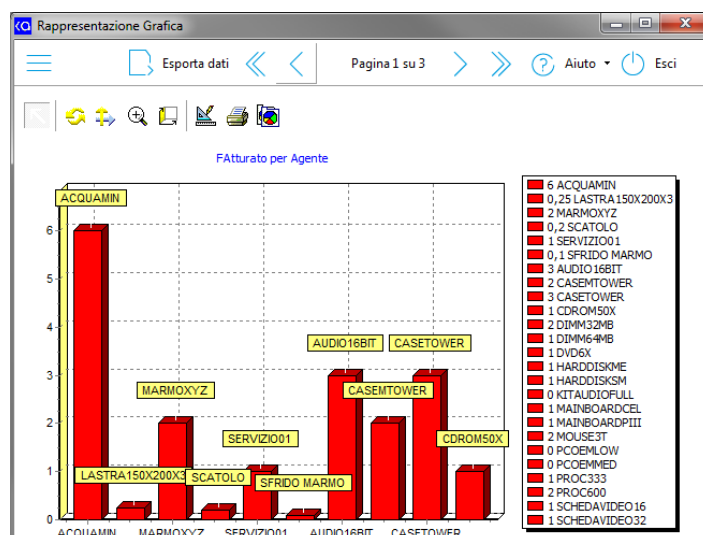 Rappresentazione Grafica
Esporta dati
Pagina 1 su 3
Aiuto
Esci
FAtturato per Agente
ACQUAMIN
AUDIO16BIT
CASETOWER
MARMOXYZ
CASEMTOWER
SERVIZIO01
CDROM50X
LASTRA150X200X3
SCATOLO
SFRIDO MARMO
6
5
4
3
2
1
0
ACQUAMIN
MARMOXYZ
SERVIZIO01
AUDIO16BIT
CASETOWER
6 ACQUAMIN
0,25 LASTRA150X200X3
2 MARMOXYZ
0,2 SCATOLO
1 SERVIZIO01
0,1 SFRIDO MARMO
3 AUDIO16BIT
2 CASEMTOWER
3 CASETOWER
1 CDROM50X
2 DIMM32MB
1 DIMM64MB
1 DVD6X
1 HARDDISKME
1 HARDDISKSM
0 KITAUDIOFULL
1 MAINBOARDCEL
1 MAINBOARDPIII
2 MOUSE3T
0 PCOEMLOW
0 PCOEMMED
1 PROC333
2 PROC600
1 SCHEDAVIDEO16
1 SCHEDAVIDEO32